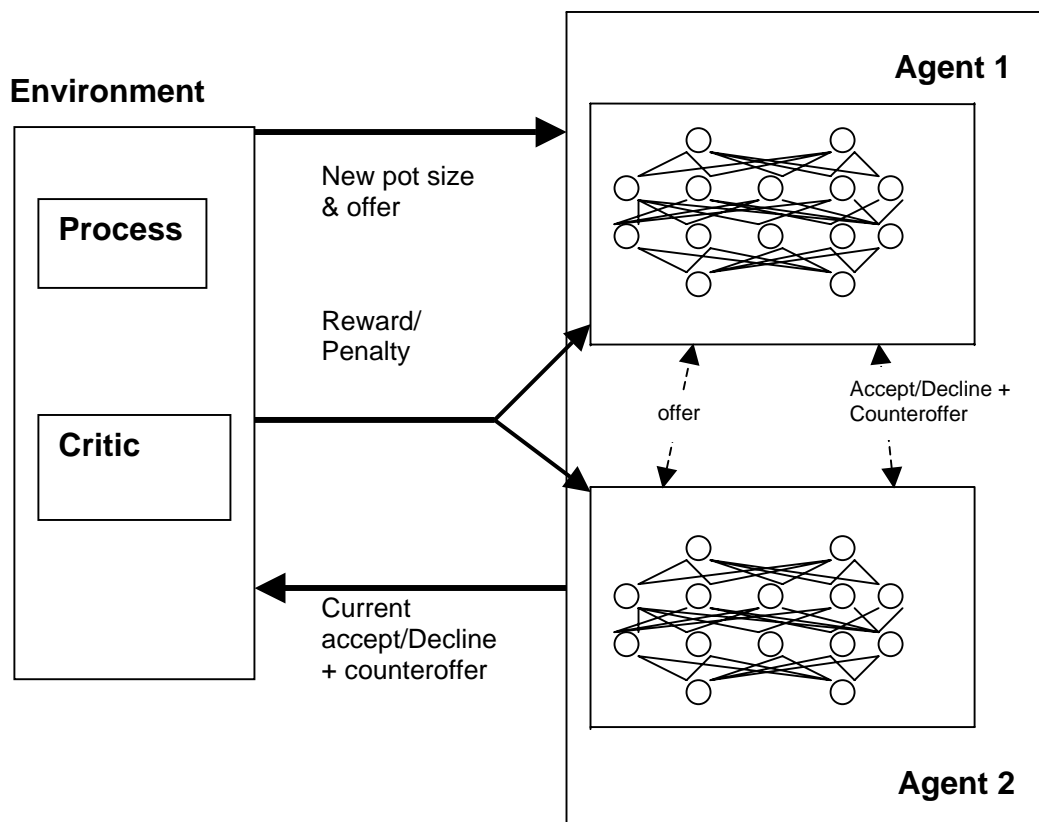 Environment
Process
Critic
New pot size
& offer
Reward/
Penalty
Current
accept/Decline
+ counteroffer
Agent 1
offer
Accept/Decline +
Counteroffer
Agent 2